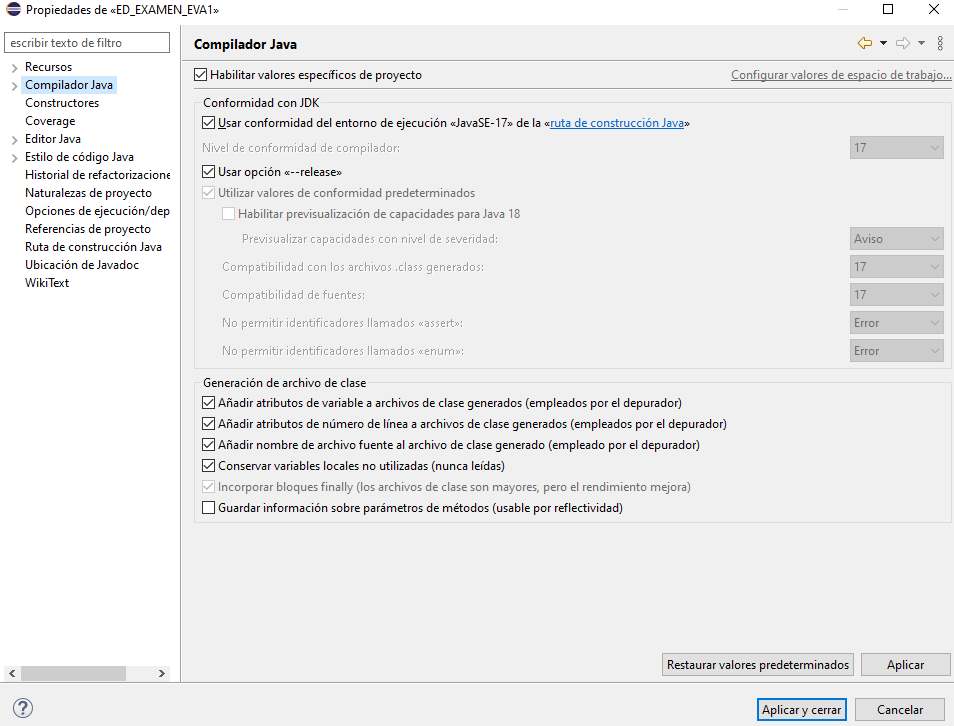 Propiedades de «ED_EXAMEN_EVA1»
escribir texto de filtro
Recursos
Compilador Java
Constructores
Coverage
Editor Java
Estilo de código Java
Historial de refactorizacione
Naturalezas de proyecto
Opciones de ejecución/dep
Referencias de proyecto
Ruta de construcción Java
Ubicación de Javadoc
WikiText
Compilador Java
Habilitar valores específicos de proyecto
Configurar valores de espacio de trabajo...
Conformidad con JDK
Usar conformidad del entorno de ejecución «JavaSE-17» de la «ruta de construcción Java»
Nivel de conformidad de compilador: 17
Usar opción «--release»
Utilizar valores de conformidad predeterminados
Habilitar previsualización de capacidades para Java 18
Previsualizar capacidades con nivel de severidad: Aviso
Compatibilidad con los archivos .class generados: 17
Compatibilidad de fuentes: 17
No permitir identificadores llamados «assert»: Error
No permitir identificadores llamados «enum»: Error
Generación de archivo de clase
Añadir atributos de variable a archivos de clase generados (empleados por el depurador)
Añadir atributos de número de línea a archivos de clase generados (empleados por el depurador)
Añadir nombre de archivo fuente al archivo de clase generado (empleado por el depurador)
Conservar variables locales no utilizadas (nunca leídas)
Incorporar bloques finally (los archivos de clase son mayores, pero el rendimiento mejora)
Guardar información sobre parámetros de métodos (usable por reflectividad)
Restaurar valores predeterminados
Aplicar
?
Aplicar y cerrar
Cancelar